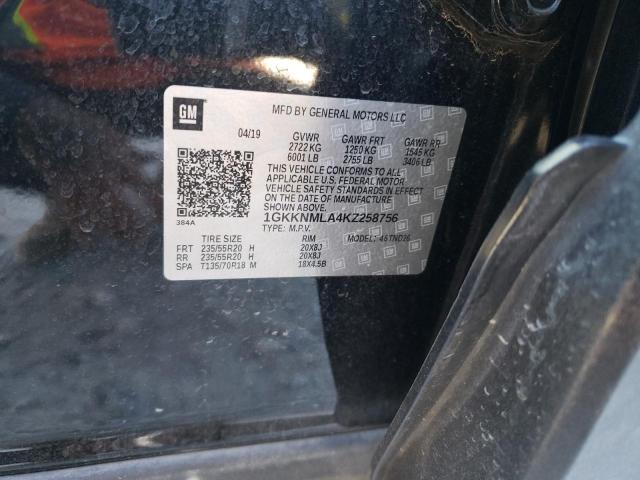 GM
MFD BY GENERAL MOTORS LLC
04/19 GVWR GAWR FRT GAWR RR
2722 KG 1250 KG 1545 KG
6001 LB 2755 LB 3406 LB
THIS VEHICLE CONFORMS TO ALL
APPLICABLE U.S. FEDERAL MOTOR
VEHICLE SAFETY STANDARDS IN EFFECT
ON THE DATE OF MANUFACTURE
SHOWN ABOVE.
384A
1GKKNMLA4KZ258756
TYPE: M.P.V. MODEL:
TIRE SIZE RIM
FRT 235/55R20 H 20X8J
RR 235/55R20 H 20X8J
SPA T135/70R18 M 18X4.5B